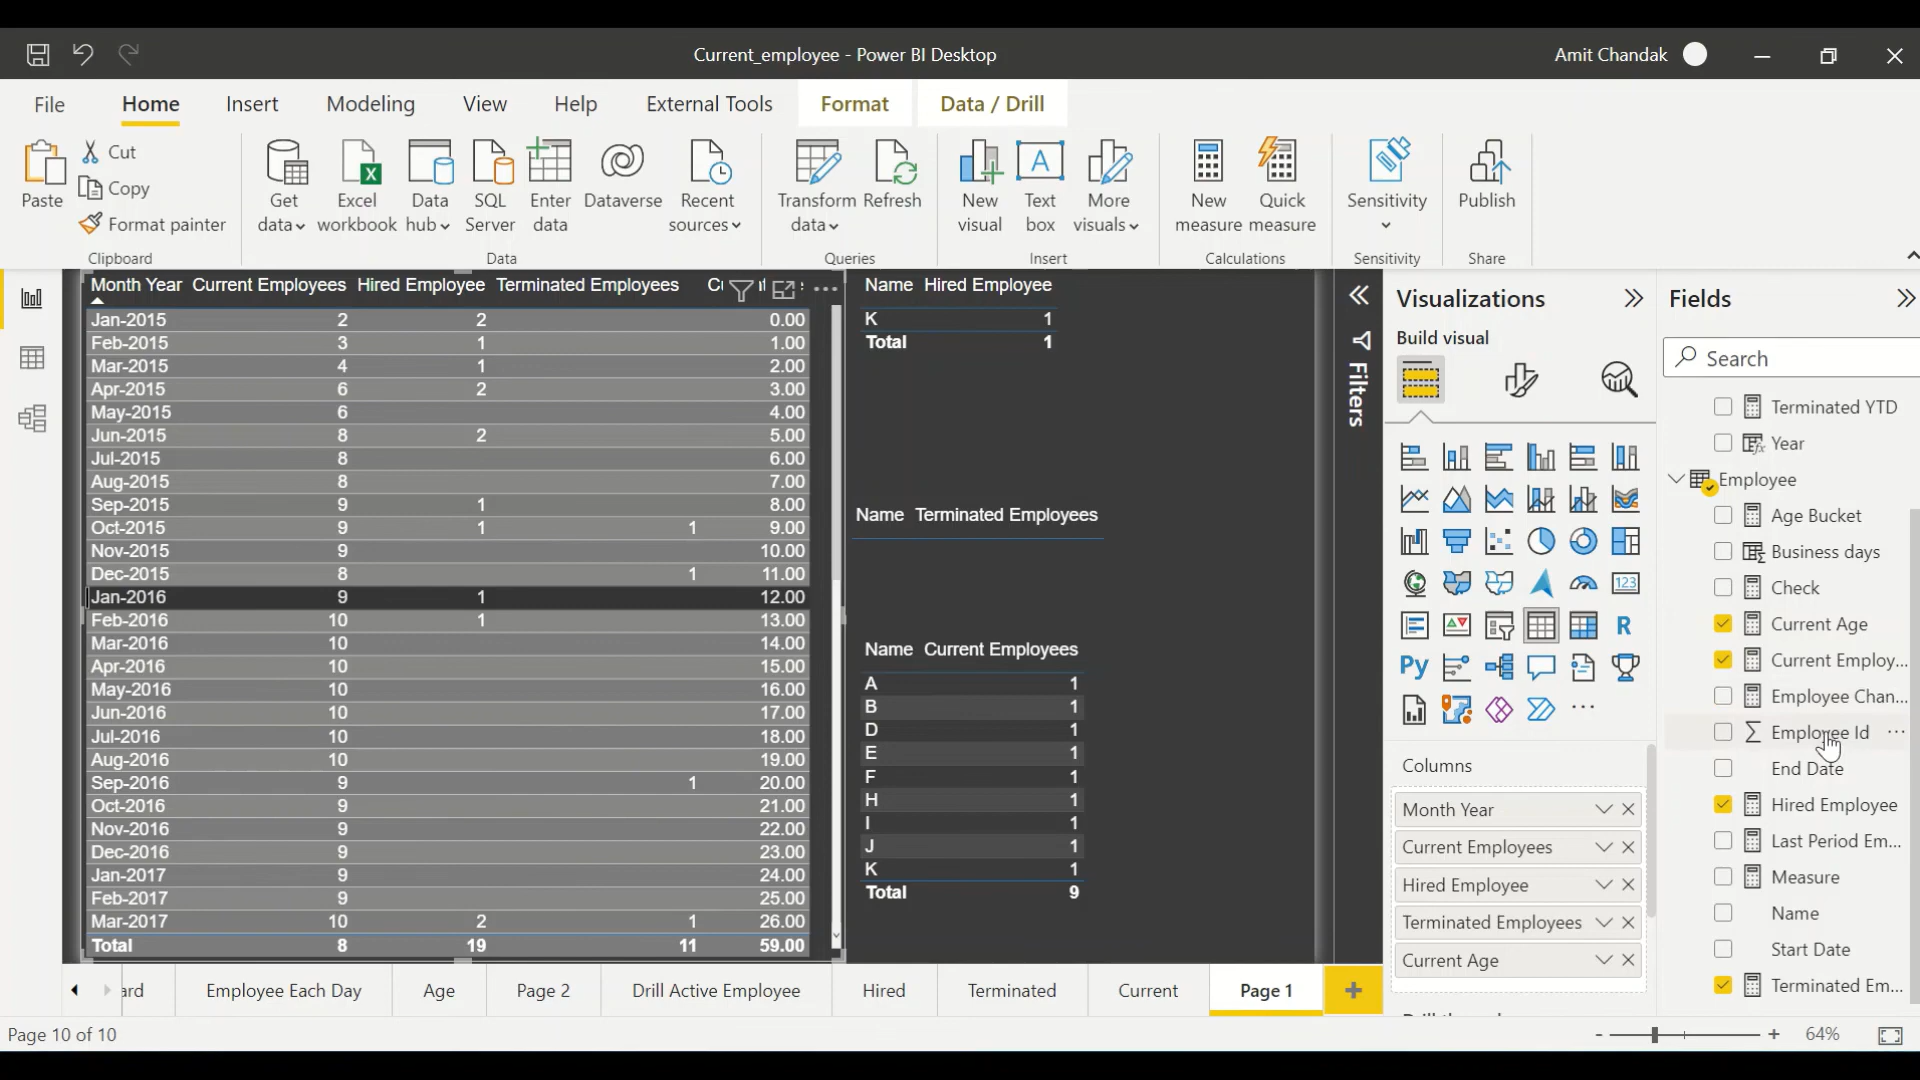 Current_employee - Power BI Desktop
Amit Chandak
File Home Insert Modeling View Help External Tools Format Data / Drill
Paste
Cut
Copy
Format painter
Get data
Excel workbook
Data hub
SQL Server
Enter data
Dataverse
Recent sources
Transform data
Refresh
New visual
Text box
More visuals
New measure
Quick measure
Sensitivity
Publish
Clipboard Data Queries Insert Calculations Sensitivity Share
Month Year Current Employees Hired Employee Terminated Employees
Jan-2015 2 2 0.00
Feb-2015 3 1 1.00
Mar-2015 4 1 2.00
Apr-2015 6 2 3.00
May-2015 6 4.00
Jun-2015 8 2 5.00
Jul-2015 8 6.00
Aug-2015 8 7.00
Sep-2015 9 1 8.00
Oct-2015 9 1 1 9.00
Nov-2015 9 10.00
Dec-2015 8 1 11.00
Jan-2016 9 1 12.00
Feb-2016 10 1 13.00
Mar-2016 10 14.00
Apr-2016 10 15.00
May-2016 10 16.00
Jun-2016 10 17.00
Jul-2016 10 18.00
Aug-2016 10 19.00
Sep-2016 9 1 20.00
Oct-2016 9 21.00
Nov-2016 9 22.00
Dec-2016 9 23.00
Jan-2017 9 24.00
Feb-2017 9 25.00
Mar-2017 10 2 1 26.00
Total 8 19 11 59.00
Name Hired Employee
K 1
Total 1
Name Terminated Employees
Name Current Employees
A 1
B 1
D 1
E 1
F 1
H 1
I 1
J 1
K 1
Total 9
Filters
Visualizations
Build visual
123
R
Py
Columns
Month Year
Current Employees
Hired Employee
Terminated Employees
Current Age
Fields
Search
Terminated YTD
Year
Employee
Age Bucket
Business days
Check
Current Age
Current Employ...
Employee Chan...
Employee Id
End Date
Hired Employee
Last Period Em...
Measure
Name
Start Date
Terminated Em...
ard Employee Each Day Age Page 2 Drill Active Employee Hired Terminated Current Page 1
Page 10 of 10
64%